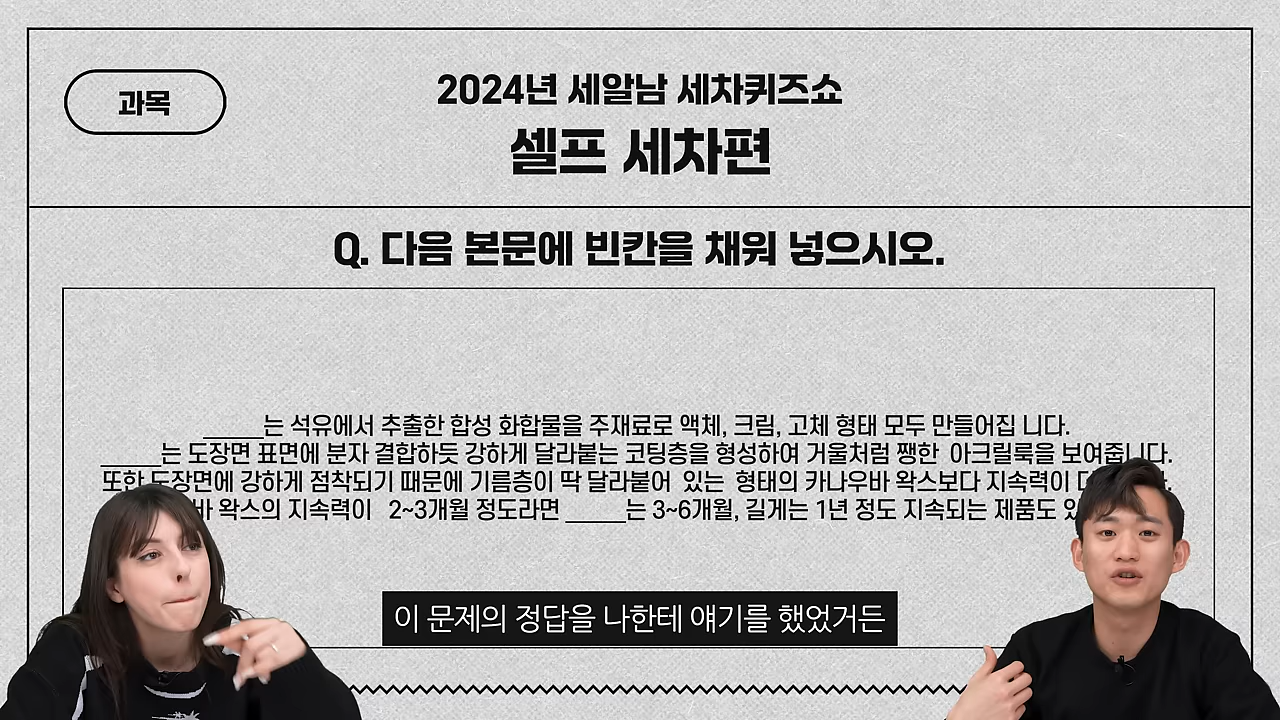 과목
2024년 세알남 세차퀴즈쇼
셀프 세차편
Q. 다음 본문에 빈칸을 채워 넣으시오.
_____는 석유에서 추출한 합성 화합물을 주재료로 액체, 크림, 고체 형태 모두 만들어집 니다.
_____는 도장면 표면에 분자 결합하듯 강하게 달라붙는 코팅층을 형성하여 거울처럼 쨍한 아크릴룩을 보여줍니다.
또한 도장면에 강하게 점착되기 때문에 기름층이 딱 달라붙어 있는 형태의 카나우바 왁스보다 지속력이
왁스의 지속력이 2~3개월 정도라면 _____는 3~6개월, 길게는 1년 정도 지속되는 제품도
이 문제의 정답을 나한테 얘기를 했었거든